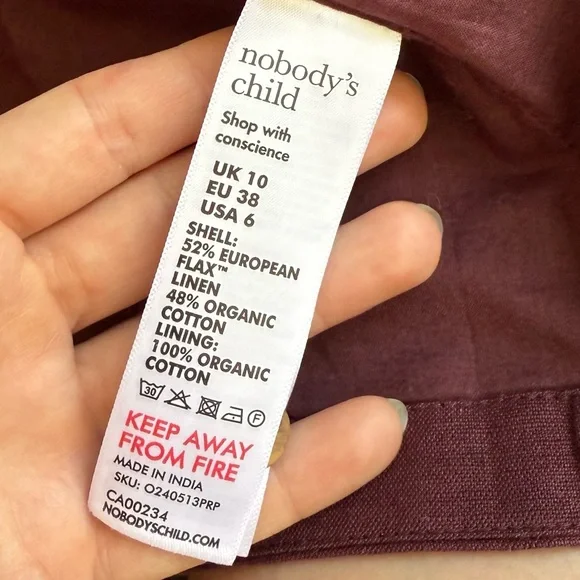 nobody's
child
Shop with
conscience
UK 10
EU 38
USA 6
SHELL:
52% EUROPEAN
FLAX™
LINEN
48% ORGANIC
COTTON
LINING:
100% ORGANIC
COTTON
30 F
KEEP AWAY
FROM FIRE
MADE IN INDIA
SKU: O240513PRP
CA00234
NOBODYSCHILD.COM